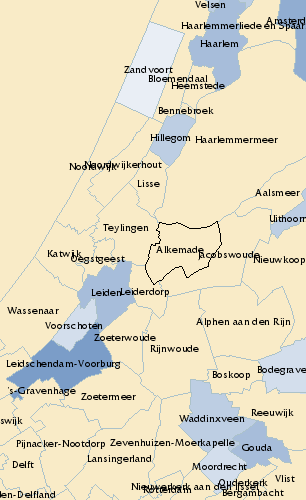 Velsen
Amsterd
Haarlemmerliede en Spaar
Haarlem
Zandvoort
Bloemendaal
Heemstede
Bennebroek
Hillegom
Haarlemmermeer
Noordwijkerhout
Noordwijk
Lisse
Aalsmeer
Uithoorn
Teylingen
Alkemade
Jacobswoude
Katwijk
Oegstgeest
Nieuwkoop
Leiden
Leiderdorp
Wassenaar
Voorschoten
Alphen aan den Rijn
Zoeterwoude
Rijnwoude
Leidschendam-Voorburg
Boskoop
Bodegrave
's-Gravenhage
Zoetermeer
Reeuwijk
Waddinxveen
swijk
Pijnacker-Nootdorp
Zevenhuizen-Moerkapelle
Gouda
Lansingerland
Delft
Moordrecht
Vlist
Ouderkerk
Nieuwerkerk aan den IJssel
en-Delfland
Rotterdam
Bergambacht